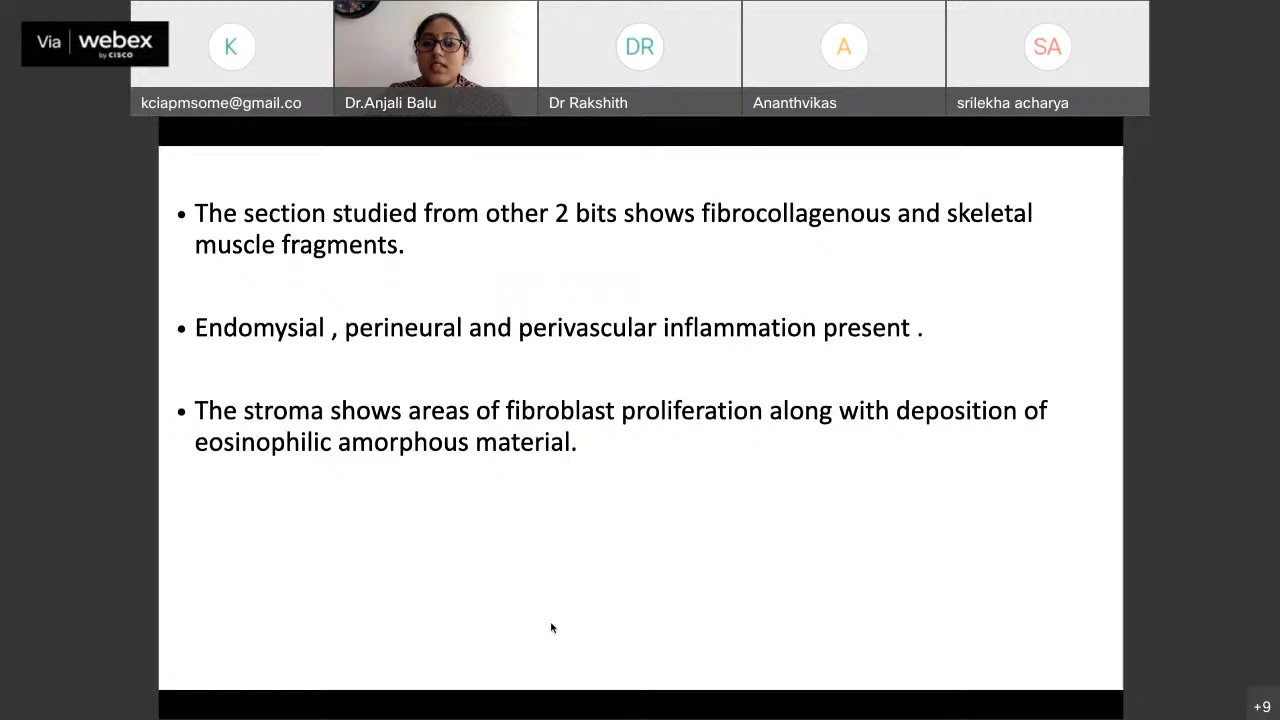 Via webex
by CISCO
K
DR
A
SA
kciapmsome@gmail.co
Dr.Anjali Balu
Dr Rakshith
Ananthvikas
srilekha acharya
• The section studied from other 2 bits shows fibrocollagenous and skeletal
muscle fragments.
• Endomysial , perineural and perivascular inflammation present .
• The stroma shows areas of fibroblast proliferation along with deposition of
eosinophilic amorphous material.
+9